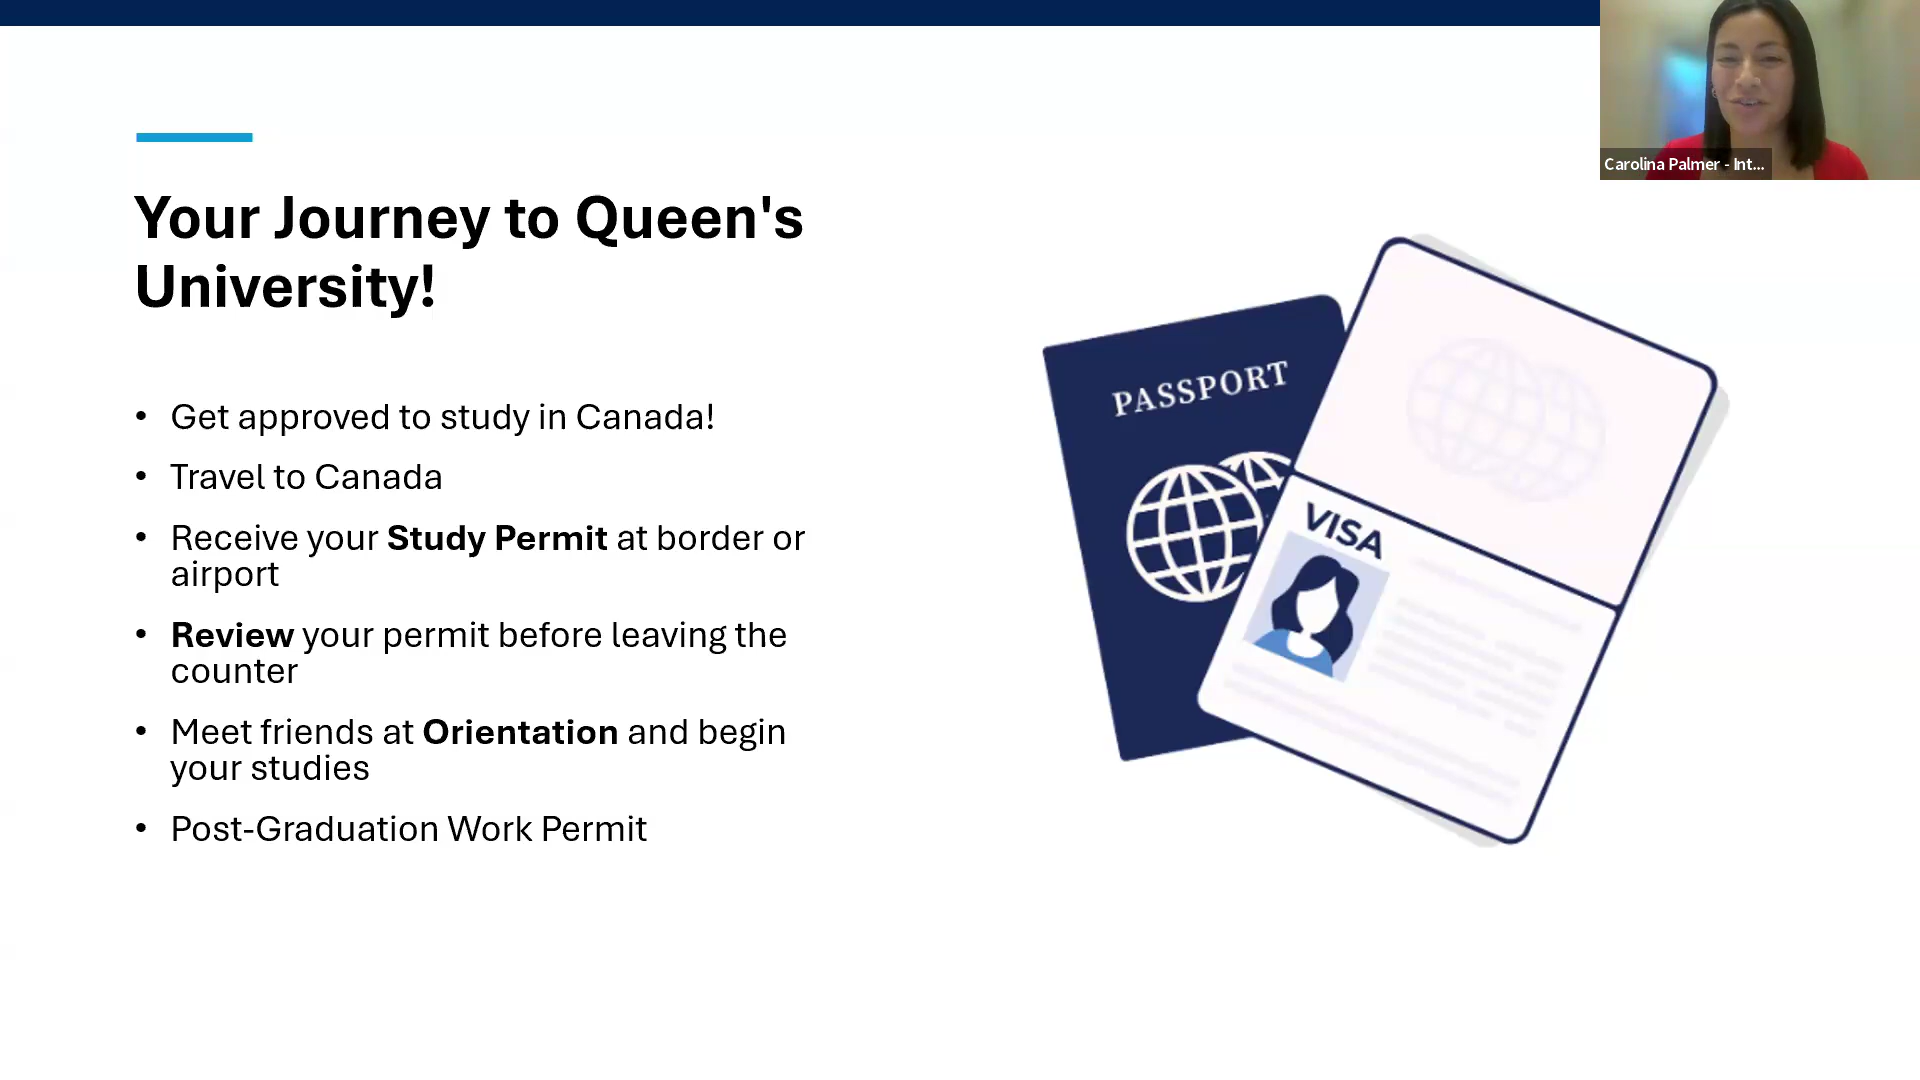 Carolina Palmer - Int...
Your Journey to Queen's
University!
• Get approved to study in Canada!
• Travel to Canada
• Receive your Study Permit at border or
airport
• Review your permit before leaving the
counter
• Meet friends at Orientation and begin
your studies
• Post-Graduation Work Permit
PASSPORT
VISA